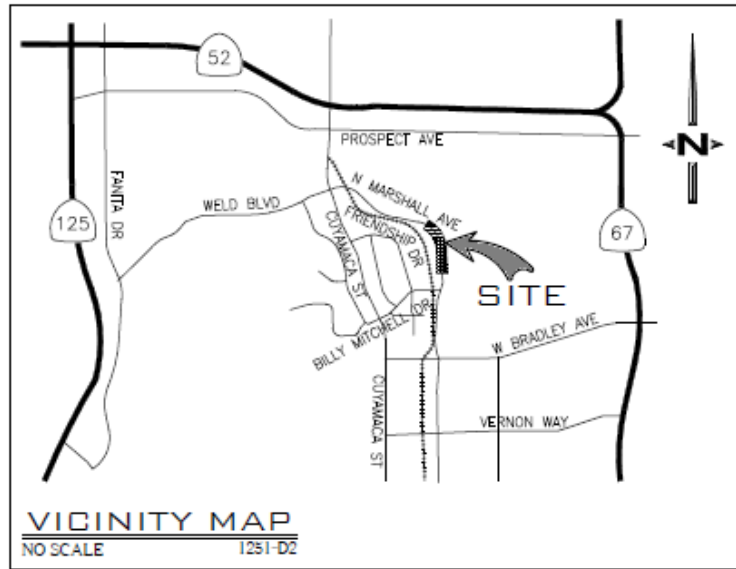 52
PROSPECT AVE
N
FANITA DR
N MARSHALL AVE
WELD BLVD
FRIENDSHIP DR
CUYAMACA ST
125
67
SITE
BILLY MITCHELL DR
W BRADLEY AVE
CUYAMACA ST
VERNON WAY
VICINITY MAP
NO SCALE
1251-D2